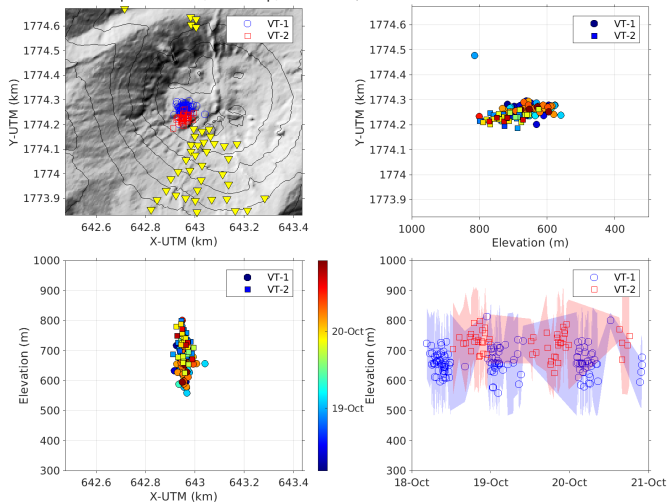 VT-1
VT-2
1774.6
1774.5
1774.4
1774.3
1774.2
1774.1
1774
1773.9
Y-UTM (km)
642.6
642.8
643
643.2
643.4
X-UTM (km)
VT-1
VT-2
1774.6
1774.5
1774.4
1774.3
1774.2
1774.1
1774
1773.9
Y-UTM (km)
1000
800
600
400
Elevation (m)
VT-1
VT-2
1000
900
800
700
600
500
400
300
Elevation (m)
642.6
642.8
643
643.2
643.4
X-UTM (km)
20-Oct
19-Oct
VT-1
VT-2
1000
900
800
700
600
500
400
300
Elevation (m)
18-Oct
19-Oct
20-Oct
21-Oct